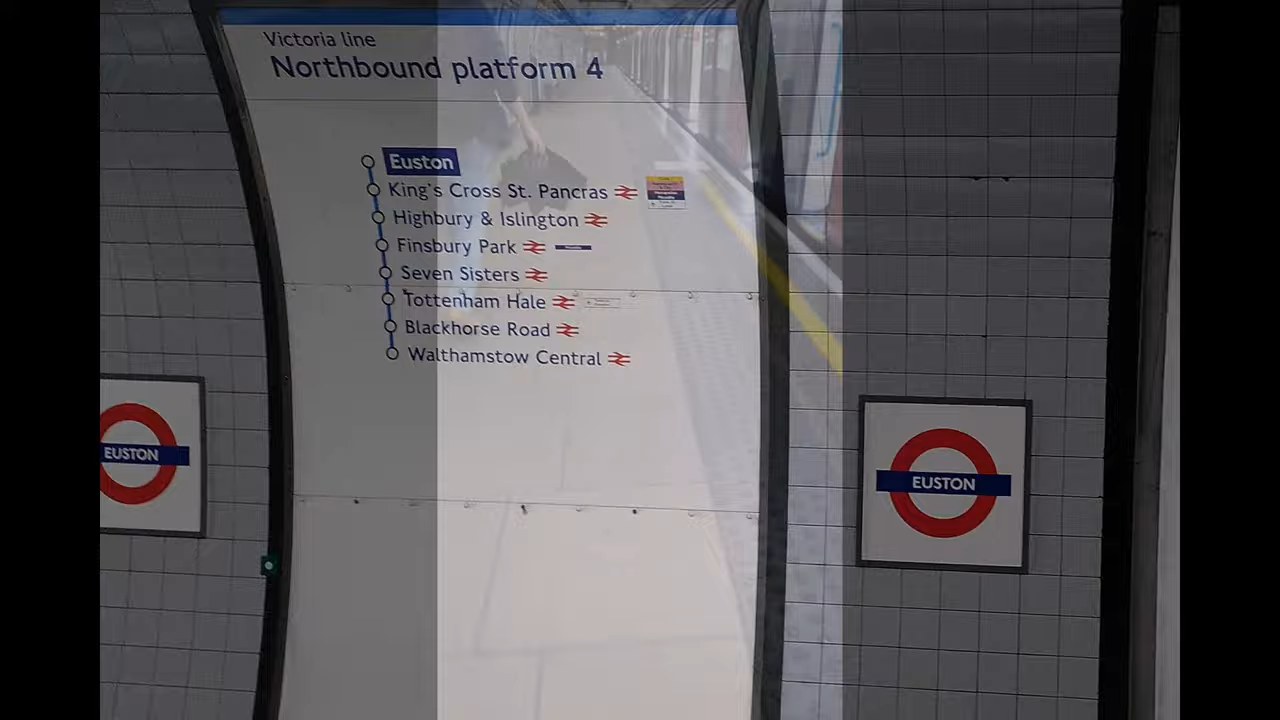 Victoria line
Northbound platform 4
Euston
King's Cross St. Pancras
Highbury & Islington
Finsbury Park
Seven Sisters
Tottenham Hale
Blackhorse Road
Walthamstow Central
EUSTON
EUSTON